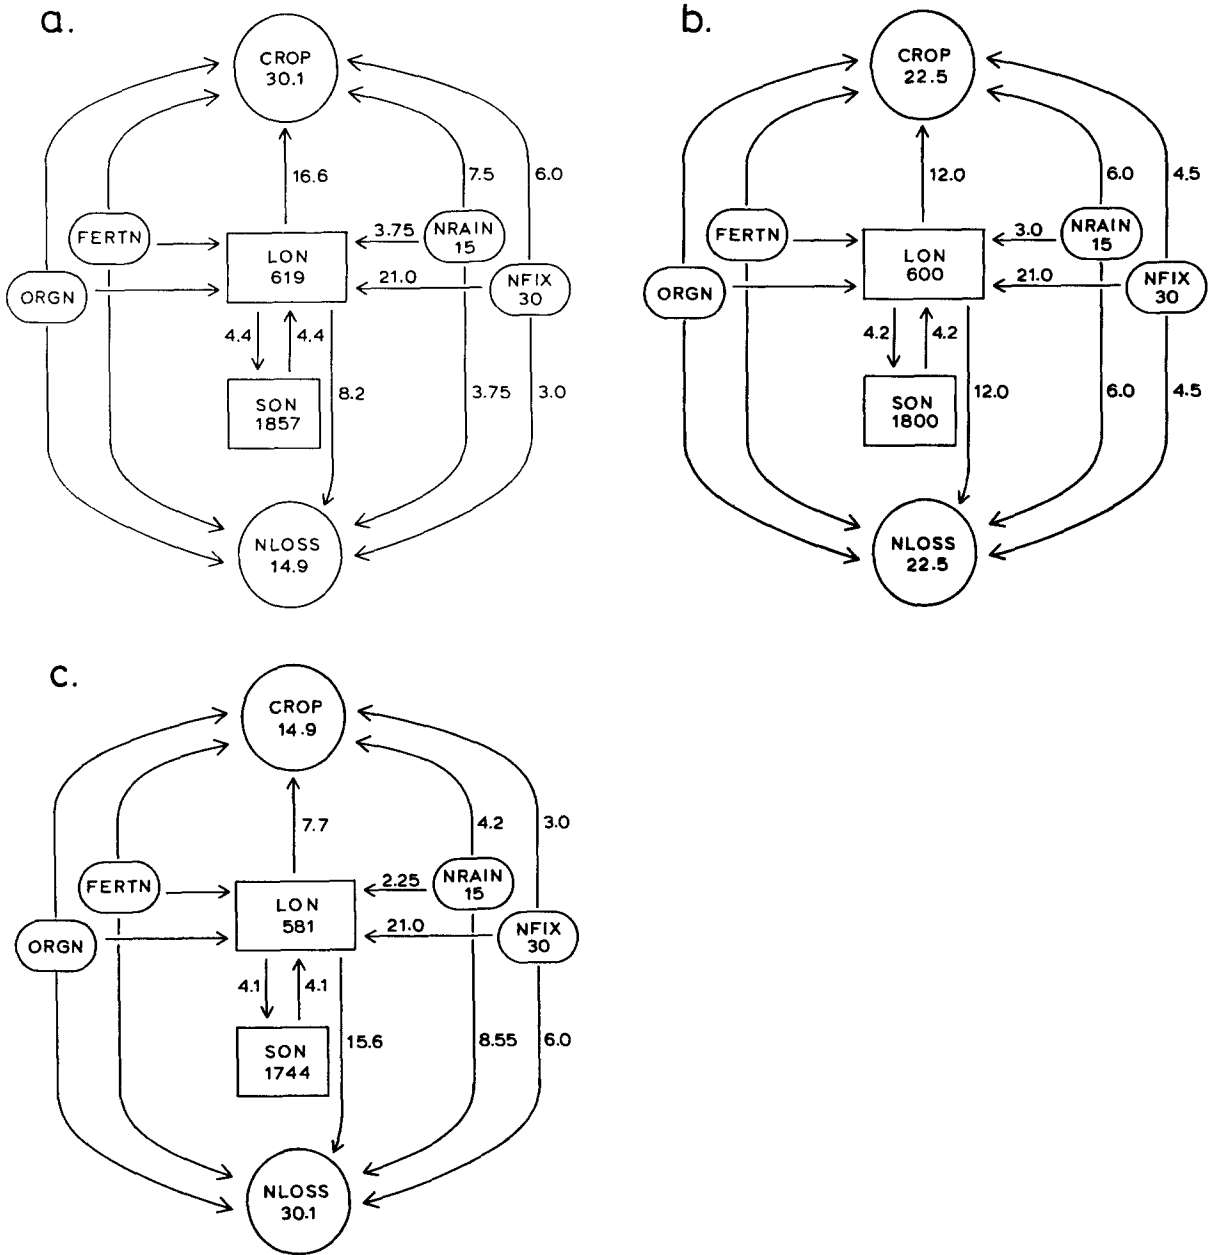 a.
CROP
30.1
16.6
7.5
6.0
FERTN
3.75
NRAIN
15
LON
619
21.0
NFIX
30
ORGN
4.4
4.4
8.2
3.75
3.0
SON
1857
NLOSS
14.9
b.
CROP
22.5
12.0
6.0
4.5
FERTN
3.0
NRAIN
15
LON
600
21.0
NFIX
30
ORGN
4.2
4.2
12.0
6.0
4.5
SON
1800
NLOSS
22.5
c.
CROP
14.9
7.7
4.2
3.0
FERTN
2.25
NRAIN
15
LON
581
21.0
NFIX
30
ORGN
4.1
4.1
15.6
8.55
6.0
SON
1744
NLOSS
30.1